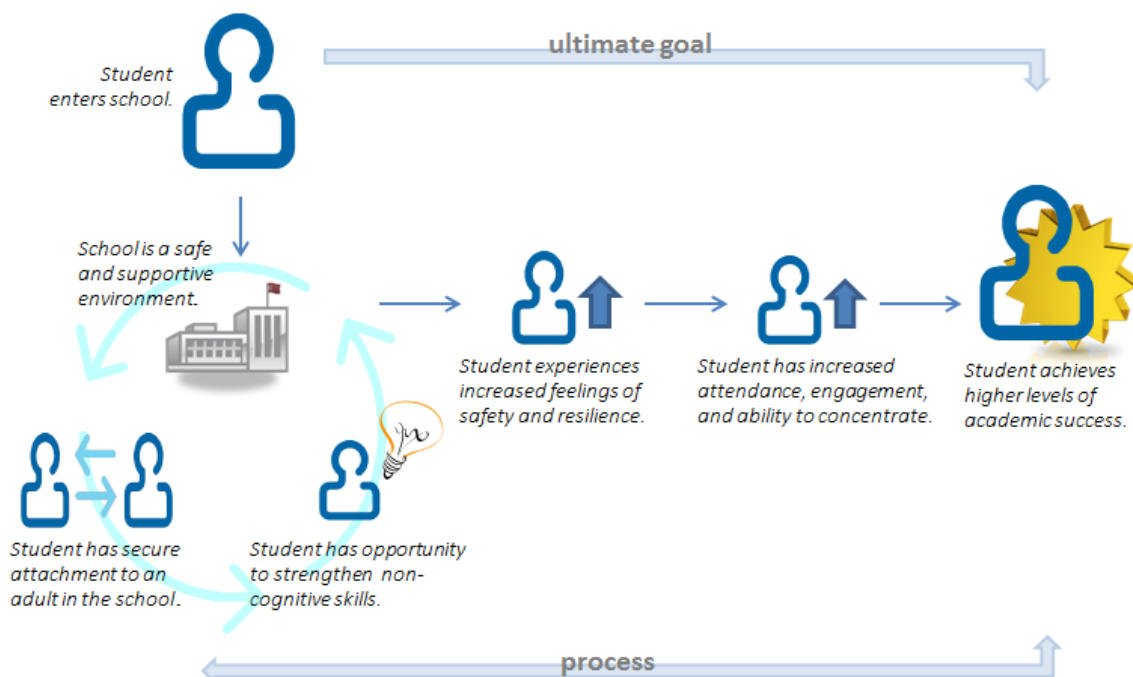 ultimate goal
Student
enters school.
School is a safe
and supportive
environment.
Student experiences
increased feelings of
safety and resilience.
Student has increased
attendance, engagement,
and ability to concentrate.
Student achieves
higher levels of
academic success.
Student has secure
attachment to an
adult in the school.
Student has opportunity
to strengthen non-
cognitive skills.
process